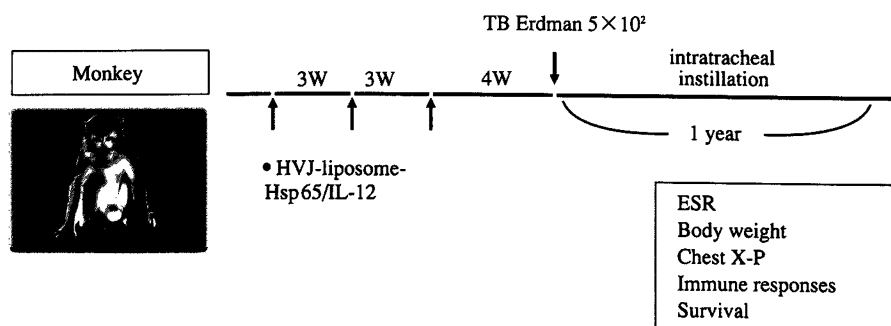 TB Erdman 5×10²
Monkey
3W 3W 4W
intratracheal
instillation
1 year
• HVJ-liposome-
Hsp65/IL-12
ESR
Body weight
Chest X-P
Immune responses
Survival